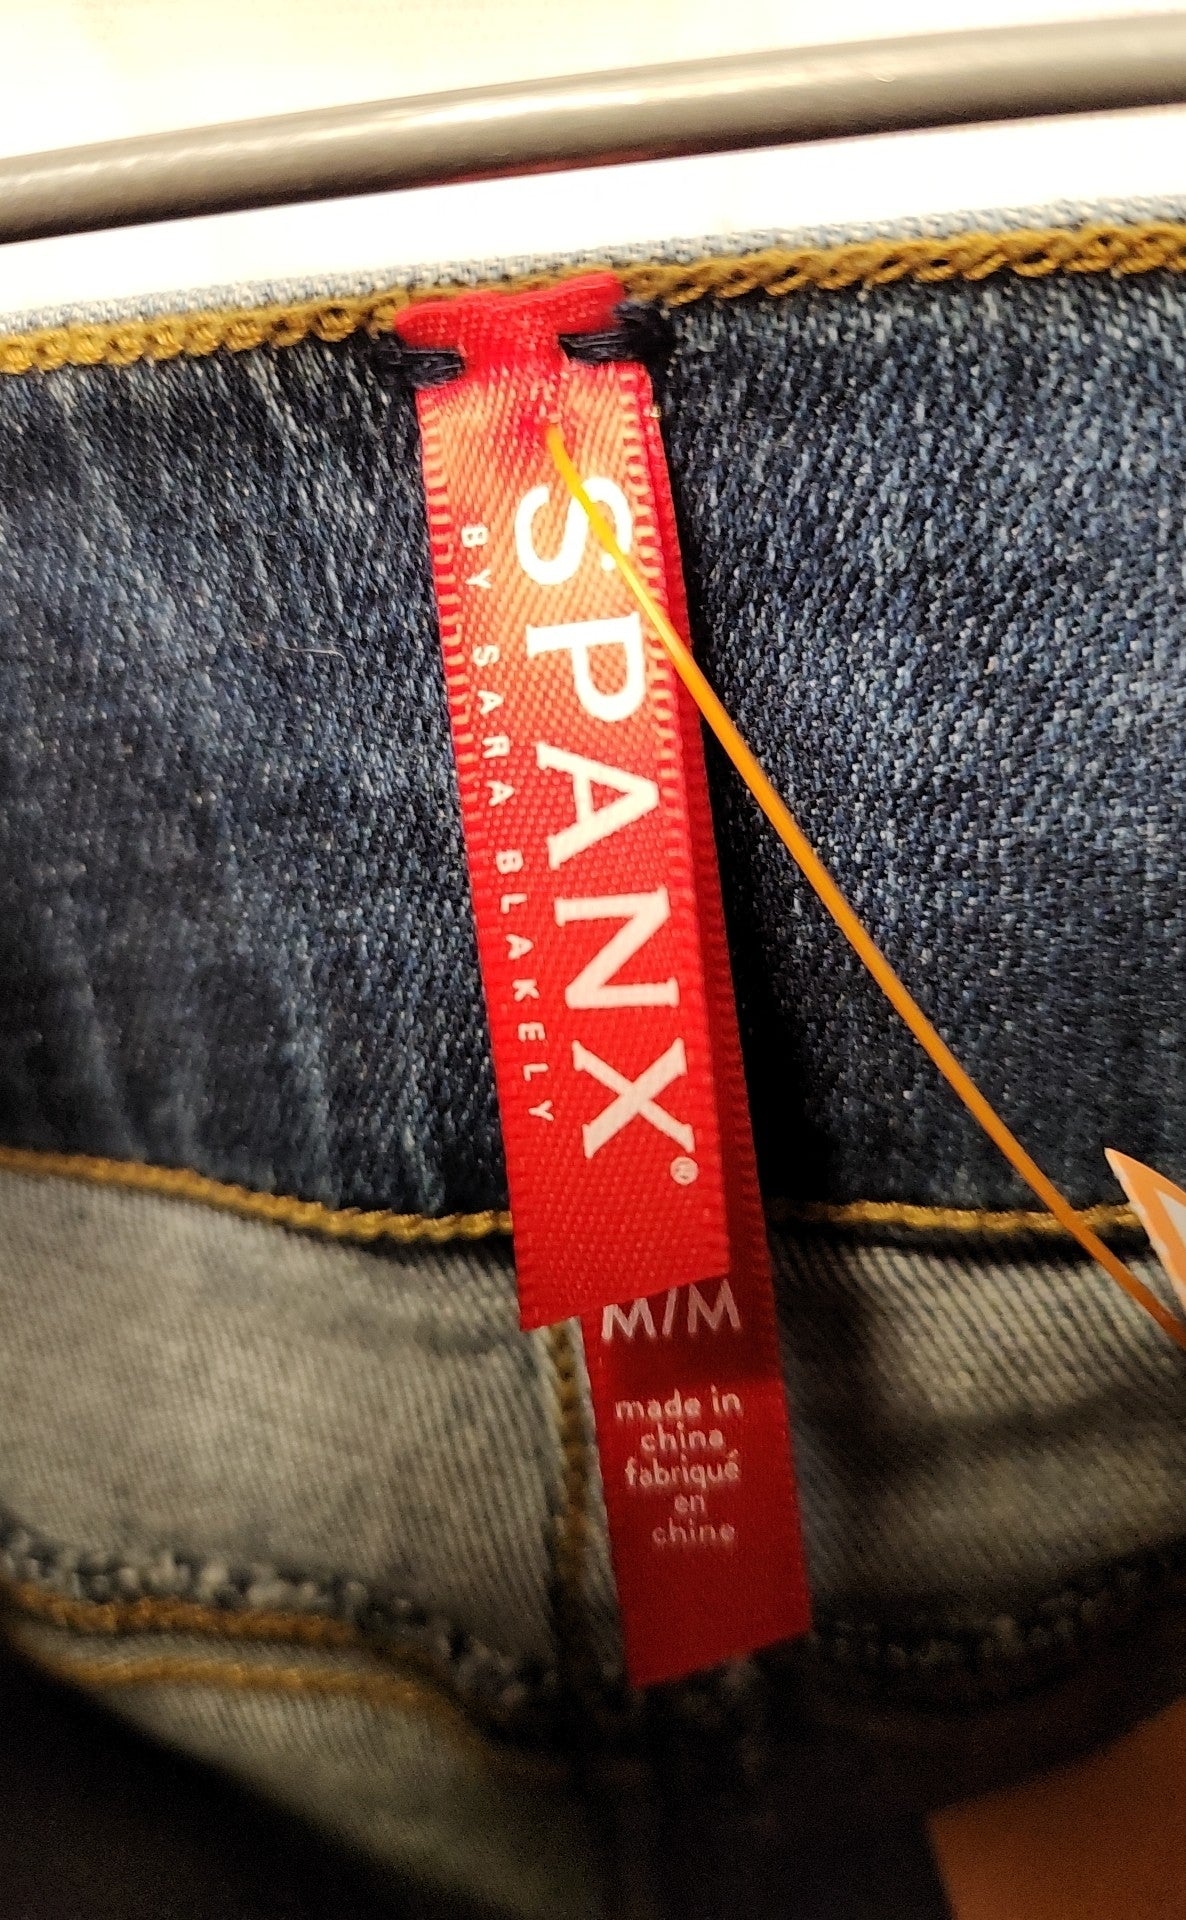 SPANX®
BY SARA BLAKELY
M/M
made in
china
fabriqué
en
chine